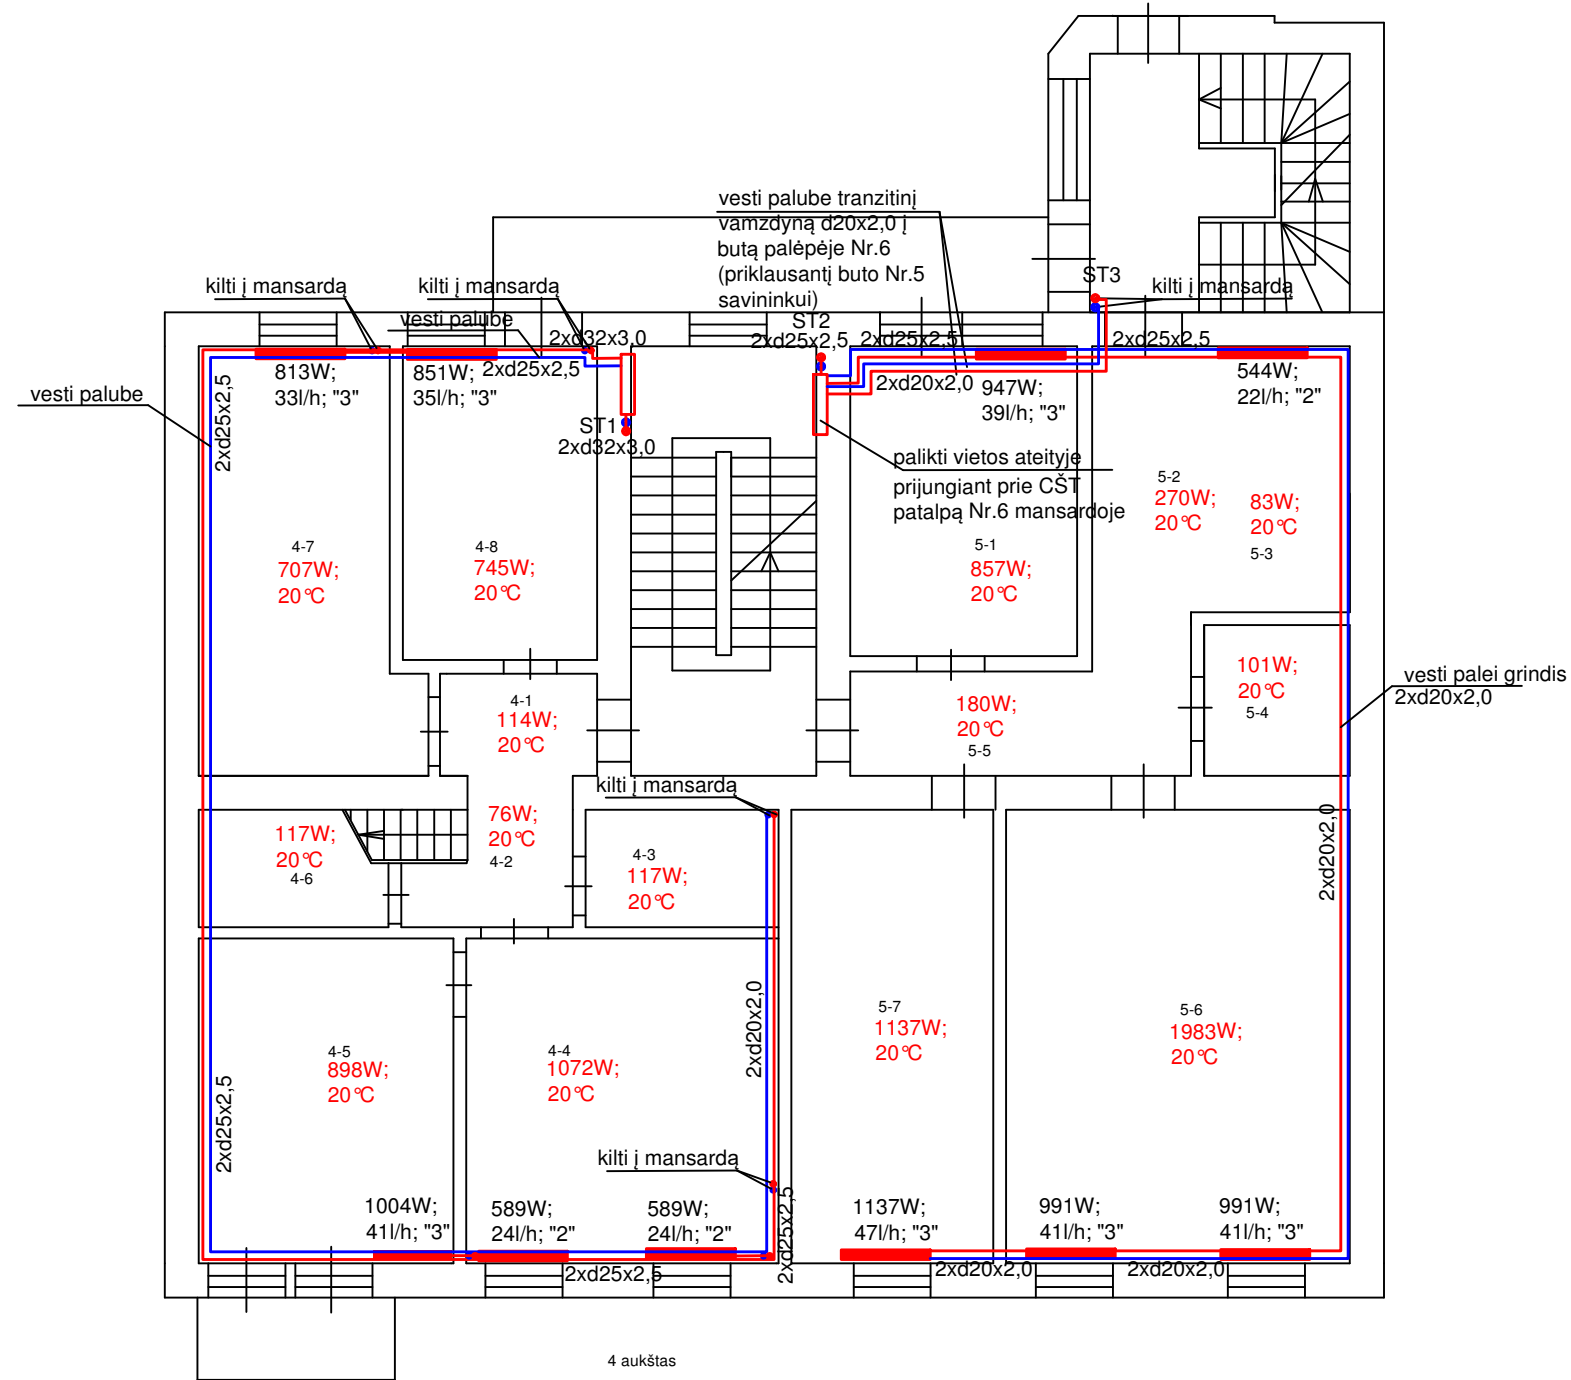 vesti palubе tranzitinį
vamzdyną d20x2,0 į
butą palėpėje Nr.6
(priklausantį buto Nr.5
savininkui)
ST3
kilti į mansardą
kilti į mansardą
kilti į mansardą
vesti palube
2xd32x3,0
2xd25x2,5
ST2
2xd25x2,5
2xd25x2,5
2xd25x2,5
2xd20x2,0
813W;
33l/h; "3"
851W;
35l/h; "3"
947W;
39l/h; "3"
544W;
22l/h; "2"
vesti palube
2xd25x2,5
ST1
2xd32x3,0
palikti vietos ateityje
prijungiant prie CŠT
patalpą Nr.6 mansardoje
5-2
270W;
20°C
83W;
20°C
5-3
4-7
707W;
20°C
4-8
745W;
20°C
5-1
857W;
20°C
101W;
20°C
5-4
vesti palei grindis
2xd20x2,0
4-1
114W;
20°C
180W;
20°C
5-5
kilti į mansardą
117W;
20°C
4-6
76W;
20°C
4-2
4-3
117W;
20°C
2xd20x2,0
2xd20x2,0
4-5
898W;
20°C
4-4
1072W;
20°C
5-7
1137W;
20°C
5-6
1983W;
20°C
2xd25x2,5
kilti į mansardą
2xd25x2,5
1004W;
41l/h; "3"
589W;
24l/h; "2"
589W;
24l/h; "2"
1137W;
47l/h; "3"
991W;
41l/h; "3"
991W;
41l/h; "3"
2xd25x2,5
2xd20x2,0
2xd20x2,0
4 aukštas